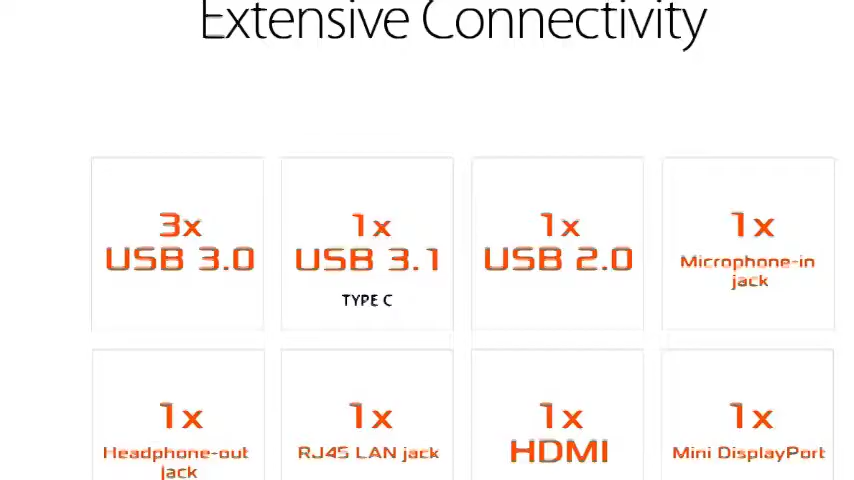 Extensive Connectivity
3x
USB 3.0
1x
USB 3.1
TYPE C
1x
USB 2.0
1x
Microphone-in
jack
1x
Headphone-out
jack
1x
RJ45 LAN jack
1x
HDMI
1x
Mini DisplayPort